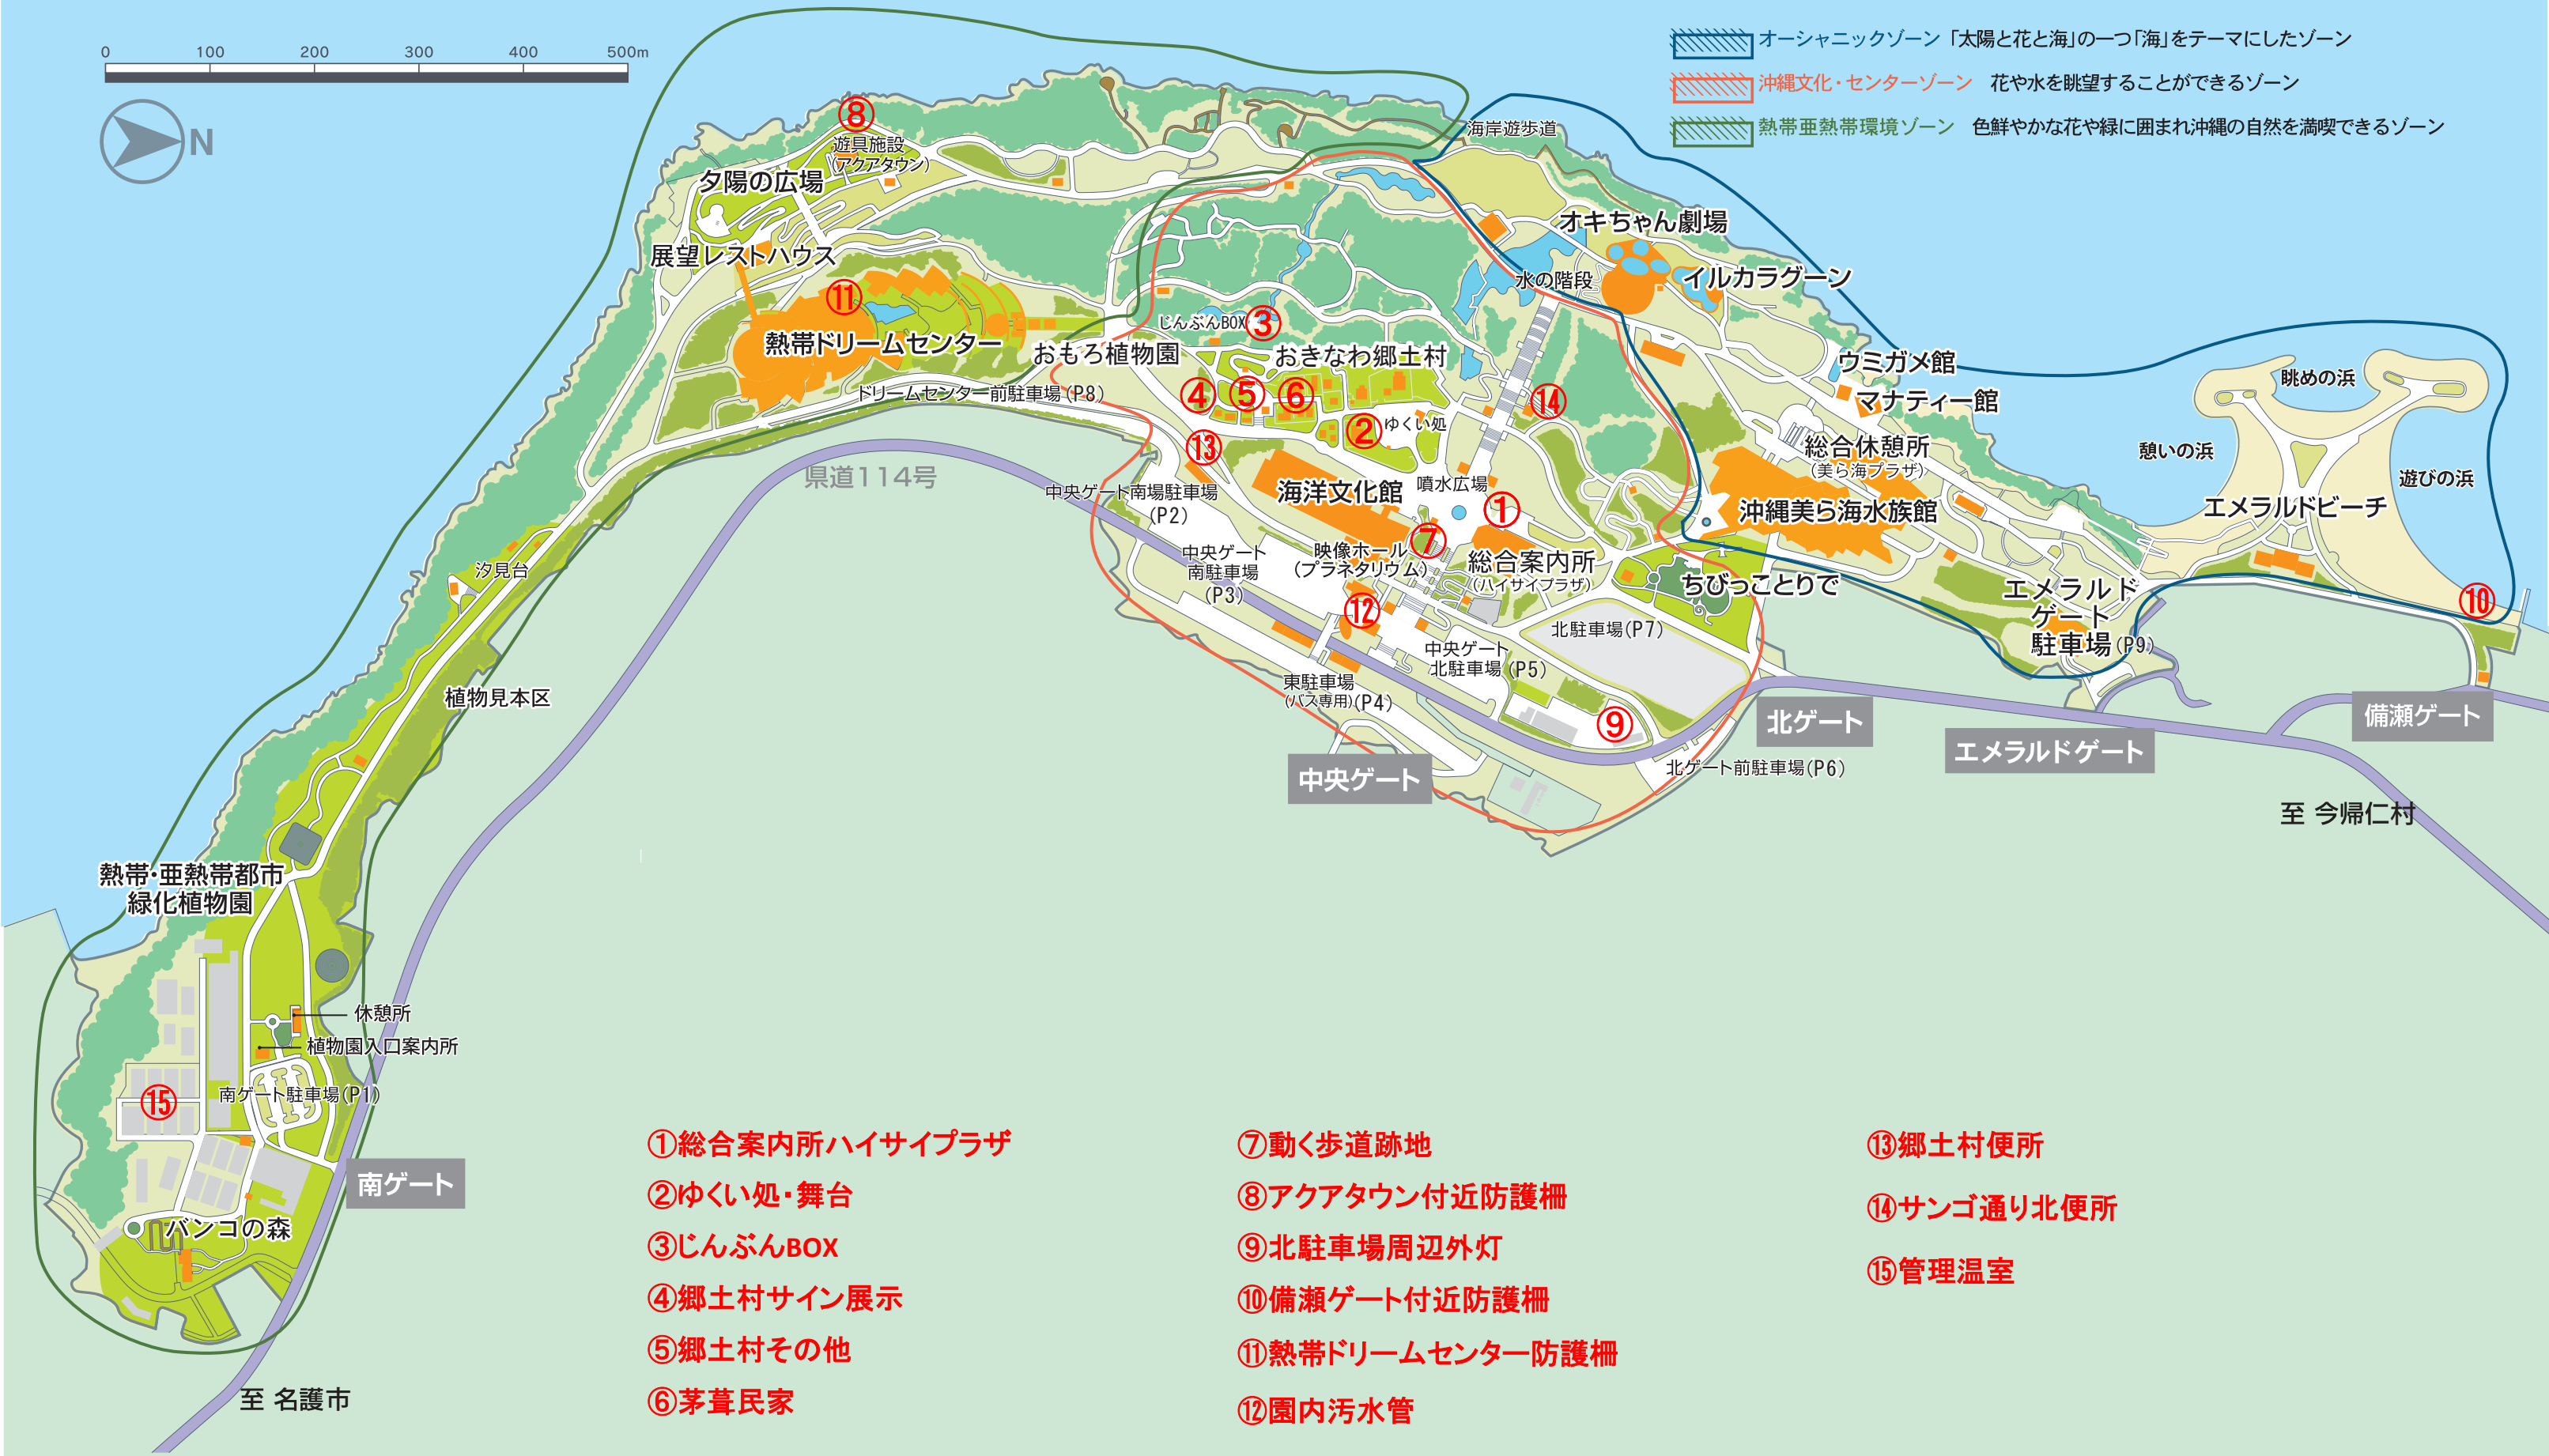 0 100 200 300 400 500m
N
オーシャニックゾーン 「太陽と花と海」の一つ「海」をテーマにしたゾーン
沖縄文化・センターゾーン 花や水を眺望することができるゾーン
熱帯亜熱帯環境ゾーン 色鮮やかな花や緑に囲まれ沖縄の自然を満喫できるゾーン
⑧
遊具施設
(アクアタウン)
夕陽の広場
展望レストハウス
⑪
熱帯ドリームセンター
ドリームセンター前駐車場(P8)
海岸遊歩道
オキちゃん劇場
イルカラグーン
水の階段
じんぶんBOX
③
おもろ植物園
おきなわ郷土村
④
⑤
⑥
②
ゆくい処
⑬
⑭
ウミガメ館
マナティー館
総合休憩所
(美ら海プラザ)
沖縄美ら海水族館
眺めの浜
憩いの浜
遊びの浜
エメラルドビーチ
⑩
県道114号
中央ゲート南場駐車場
(P2)
海洋文化館
噴水広場
①
⑦
映像ホール
(プラネタリウム)
総合案内所
(ハイサイプラザ)
中央ゲート
南駐車場
(P3)
⑫
ちびっことりで
北駐車場(P7)
中央ゲート
北駐車場(P5)
東駐車場
(バス専用)(P4)
⑨
エメラルド
ゲート
駐車場(P9)
北ゲート
北ゲート前駐車場(P6)
中央ゲート
エメラルドゲート
備瀬ゲート
至 今帰仁村
汐見台
植物見本区
熱帯・亜熱帯都市
緑化植物園
休憩所
植物園入口案内所
南ゲート駐車場(P1)
⑮
南ゲート
バンコの森
至 名護市
①総合案内所ハイサイプラザ
②ゆくい処・舞台
③じんぶんBOX
④郷土村サイン展示
⑤郷土村その他
⑥茅葺民家
⑦動く歩道跡地
⑧アクアタウン付近防護柵
⑨北駐車場周辺外灯
⑩備瀬ゲート付近防護柵
⑪熱帯ドリームセンター防護柵
⑫園内汚水管
⑬郷土村便所
⑭サンゴ通り北便所
⑮管理温室